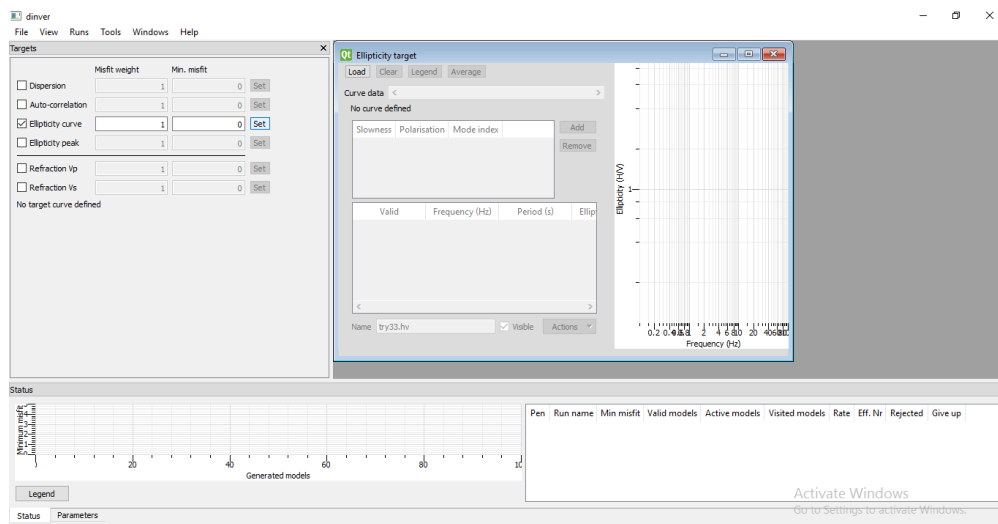 dinver
File View Runs Tools Windows Help
Targets
Misfit weight Min. misfit
Dispersion 1 0 Set
Auto-correlation 1 0 Set
Ellipticity curve 1 0 Set
Ellipticity peak 1 0 Set
Refraction Vp 1 0 Set
Refraction Vs 1 0 Set
No target curve defined
Qt Ellipticity target
Load Clear Legend Average
Curve data
No curve defined
Slowness Polarisation Mode index
Add
Remove
Valid Frequency (Hz) Period (s) Ellip
Name try33.hv Visible Actions
Ellipticity (H/V)
1
0.2 2 4 6 20
Frequency (Hz)
Status
Minimum misfit
20 40 60 80
Generated models
Legend
Pen Run name Min misfit Valid models Active models Visited models Rate Eff. Nr Rejected Give up
Activate Windows
Go to Settings to activate Windows.
Status Parameters